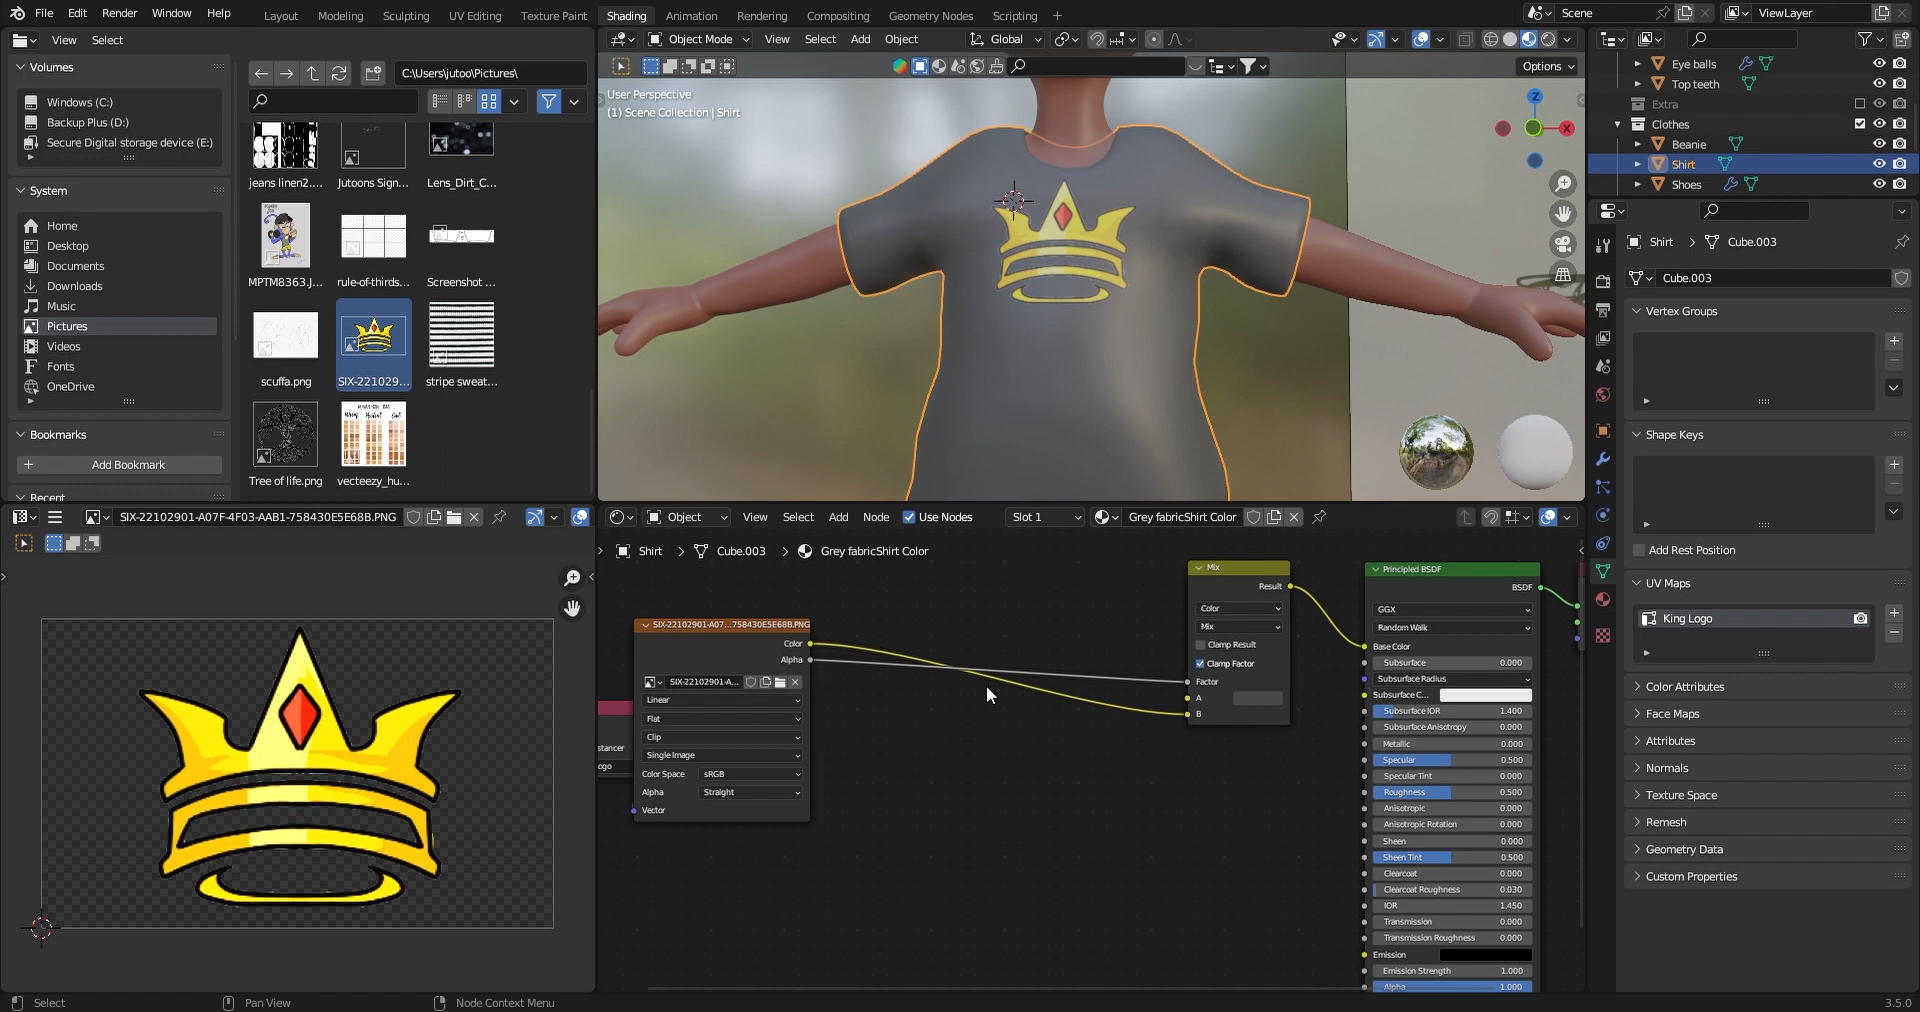 File Edit Render Window Help
Layout Modeling Sculpting UV Editing Texture Paint Shading Animation Rendering Compositing Geometry Nodes Scripting +
Scene
ViewLayer
View Select
Volumes
Windows (C:)
Backup Plus (D:)
Secure Digital storage device (E:)
System
Home
Desktop
Documents
Downloads
Music
Pictures
Videos
Fonts
OneDrive
Bookmarks
Add Bookmark
Recent
C:\Users\jutoo\Pictures\
jeans linen2.... Jutoons Sign... Lens_Dirt_C...
MPTM8363.J... rule-of-thirds... Screenshot ...
scuffa.png SIX-221029... stripe sweat...
Tree of life.png vecteezy_hu...
Object Mode View Select Add Object Global
Options
User Perspective
(1) Scene Collection | Shirt
Z
X
Eye balls
Top teeth
Extra
Clothes
Beanie
Shirt
Shoes
Shirt > Cube.003
Cube.003
Vertex Groups
Shape Keys
Add Rest Position
UV Maps
King Logo
Color Attributes
Face Maps
Attributes
Normals
Texture Space
Remesh
Geometry Data
Custom Properties
SIX-22102901-A07F-4F03-AAB1-758430E5E68B.PNG
Object View Select Add Node Use Nodes Slot 1 Grey fabricShirt Color
Shirt > Cube.003 > Grey fabricShirt Color
stancer
ogo
SIX-22102901-A07...758430E5E68B.PNG
Color
Alpha
SIX-22102901-A...
Linear
Flat
Clip
Single Image
Color Space sRGB
Alpha Straight
Vector
Mix
Result
Color
Mix
Clamp Result
Clamp Factor
Factor
A
B
Principled BSDF
BSDF
GGX
Random Walk
Base Color
Subsurface 0.000
Subsurface Radius
Subsurface C...
Subsurface IOR 1.400
Subsurface Anisotropy 0.000
Metallic 0.000
Specular 0.500
Specular Tint 0.000
Roughness 0.500
Anisotropic 0.000
Anisotropic Rotation 0.000
Sheen 0.000
Sheen Tint 0.500
Clearcoat 0.000
Clearcoat Roughness 0.030
IOR 1.450
Transmission 0.000
Transmission Roughness 0.000
Emission
Emission Strength 1.000
Alpha 1.000
Select Pan View Node Context Menu
3.5.0